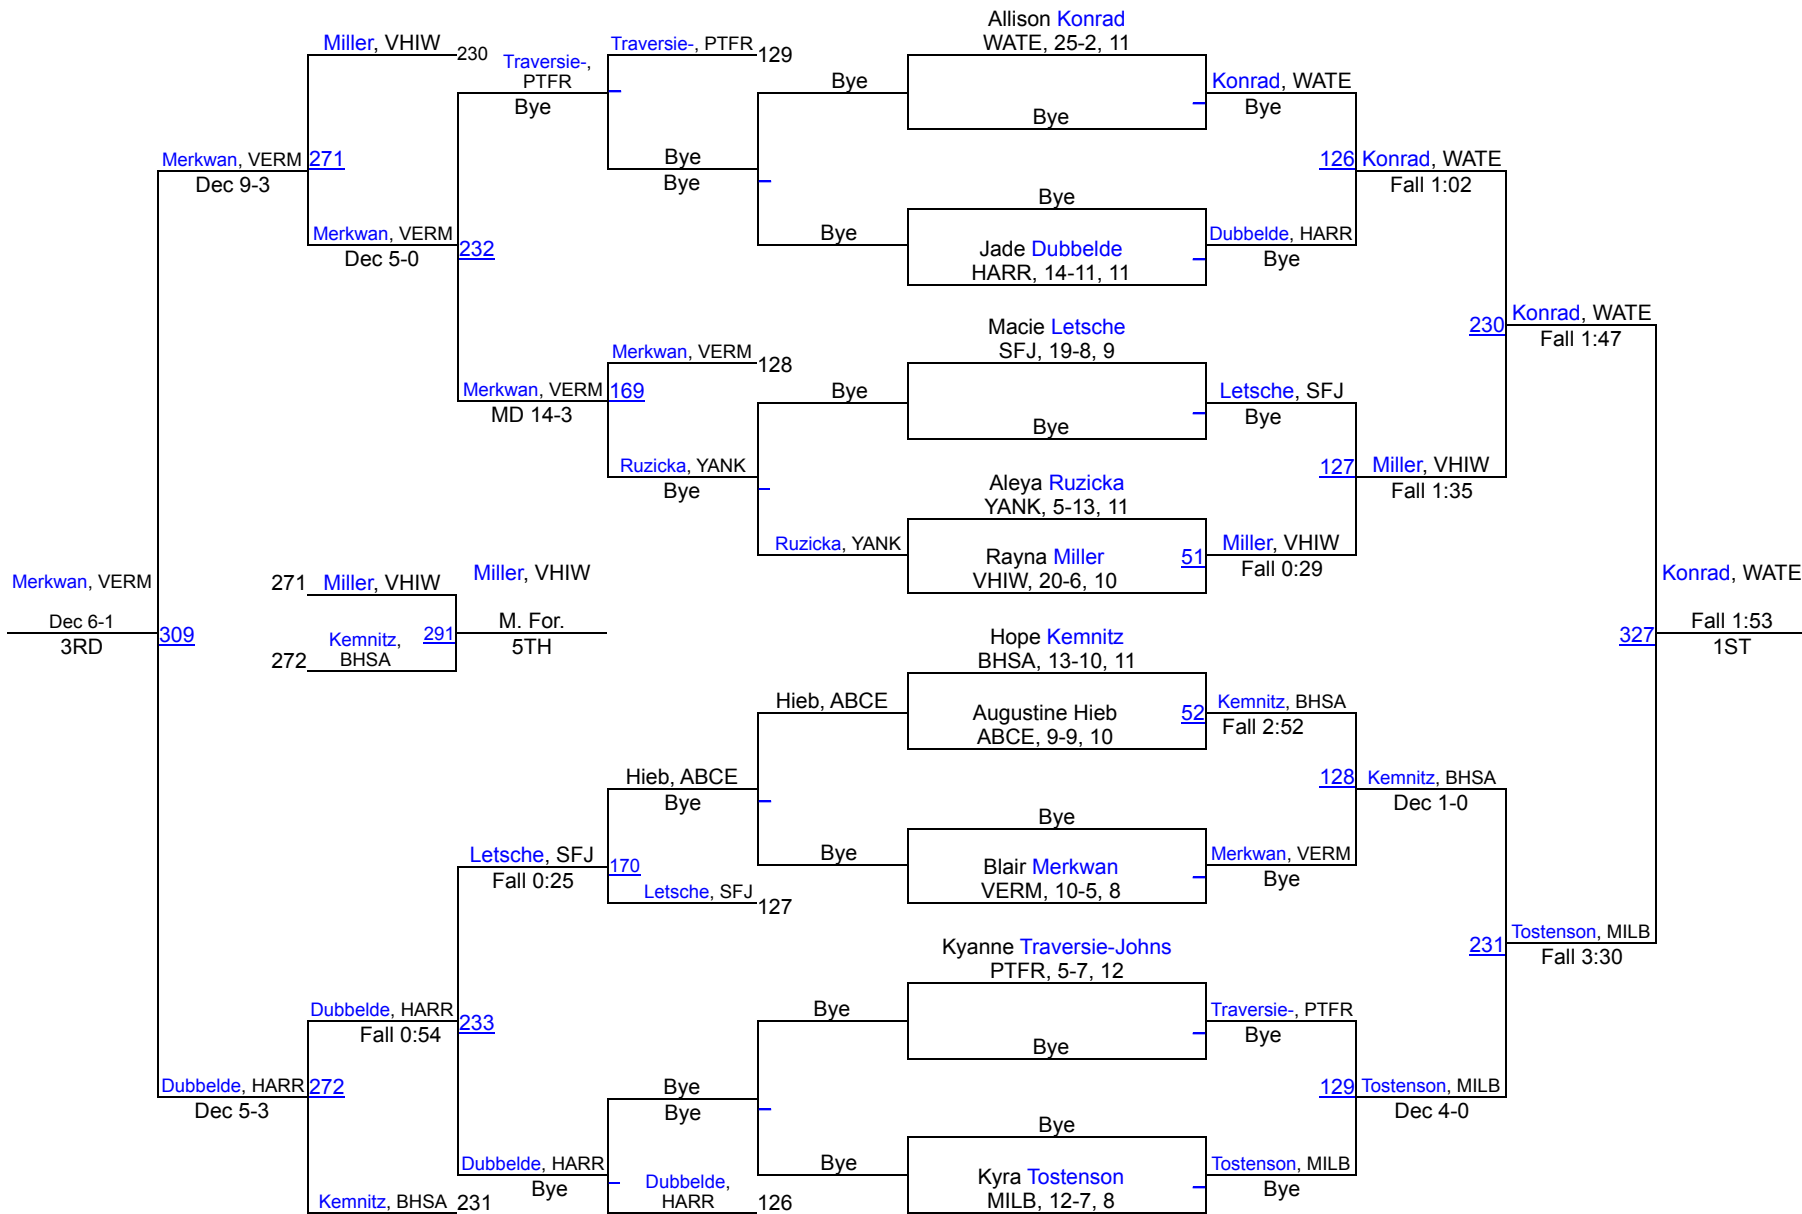 Allison Konrad
WATE, 25-2, 11
Miller, VHIW
230
Traversie-,
PTFR
Bye
Traversie-, PTFR
129
Bye
Bye
Konrad, WATE
Bye
Merkwan, VERM
271
Dec 9-3
Bye
Bye
126
Konrad, WATE
Fall 1:02
Merkwan, VERM
232
Dec 5-0
Bye
Bye
Jade Dubbelde
HARR, 14-11, 11
Dubbelde, HARR
Bye
Macie Letsche
SFJ, 19-8, 9
230
Konrad, WATE
Fall 1:47
Merkwan, VERM
128
Merkwan, VERM
169
MD 14-3
Bye
Bye
Letsche, SFJ
Bye
Ruzicka, YANK
Bye
Aleya Ruzicka
YANK, 5-13, 11
127
Miller, VHIW
Fall 1:35
Ruzicka, YANK
Rayna Miller
VHIW, 20-6, 10
51
Miller, VHIW
Fall 0:29
Merkwan, VERM
Dec 6-1
3RD
309
271
Miller, VHIW
272
Kemnitz,
BHSA
291
Miller, VHIW
M. For.
5TH
Konrad, WATE
327
Fall 1:53
1ST
Hope Kemnitz
BHSA, 13-10, 11
Hieb, ABCE
Augustine Hieb
ABCE, 9-9, 10
52
Kemnitz, BHSA
Fall 2:52
Hieb, ABCE
Bye
128
Kemnitz, BHSA
Dec 1-0
Bye
Bye
Blair Merkwan
VERM, 10-5, 8
Merkwan, VERM
Bye
Letsche, SFJ
170
Fall 0:25
Letsche, SFJ
127
Kyanne Traversie-Johns
PTFR, 5-7, 12
231
Tostenson, MILB
Fall 3:30
Dubbelde, HARR
233
Fall 0:54
Bye
Bye
Traversie-, PTFR
Bye
Dubbelde, HARR
272
Dec 5-3
Bye
Bye
129
Tostenson, MILB
Dec 4-0
Dubbelde, HARR
Bye
Dubbelde,
HARR
126
Bye
Bye
Kyra Tostenson
MILB, 12-7, 8
Tostenson, MILB
Bye
Kemnitz, BHSA
231